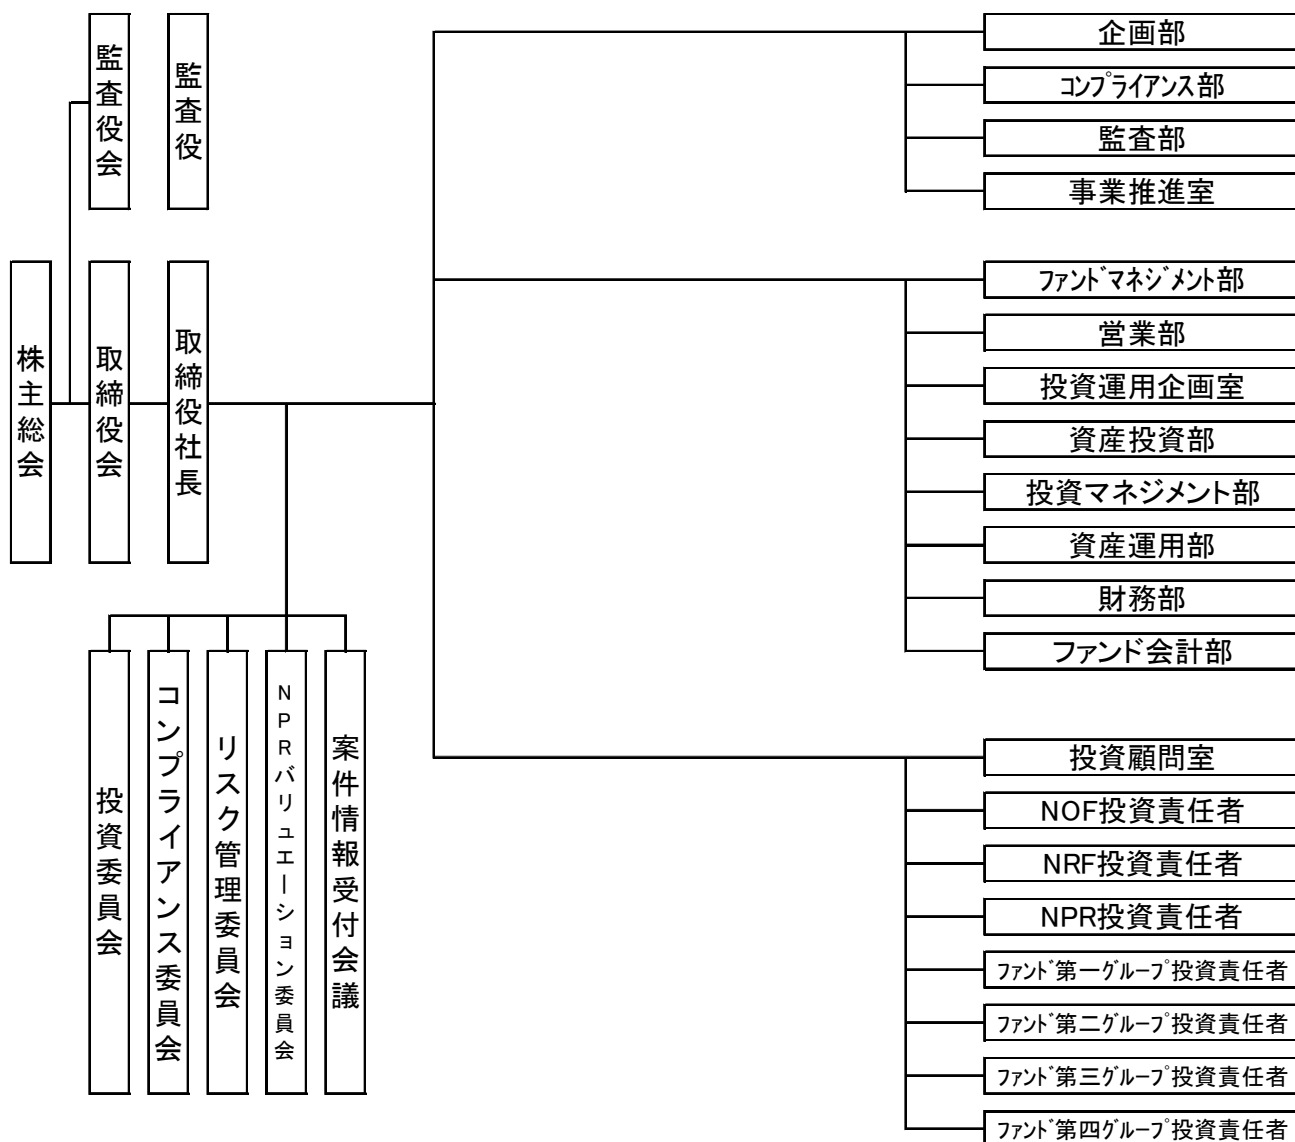 監査役会
監査役
株主総会
取締役会
取締役社長
投資委員会
コンプライアンス委員会
リスク管理委員会
NPRバリュエーション委員会
案件情報受付会議
企画部
ｺﾝﾌﾟﾗｲｱﾝｽ部
監査部
事業推進室
ﾌｧﾝﾄﾞﾏﾈｼﾞﾒﾝﾄ部
営業部
投資運用企画室
資産投資部
投資マネジメント部
資産運用部
財務部
ファンド会計部
投資顧問室
NOF投資責任者
NRF投資責任者
NPR投資責任者
ﾌｧﾝﾄﾞ第一ｸﾞﾙｰﾌﾟ投資責任者
ﾌｧﾝﾄﾞ第二ｸﾞﾙｰﾌﾟ投資責任者
ﾌｧﾝﾄﾞ第三ｸﾞﾙｰﾌﾟ投資責任者
ﾌｧﾝﾄﾞ第四ｸﾞﾙｰﾌﾟ投資責任者